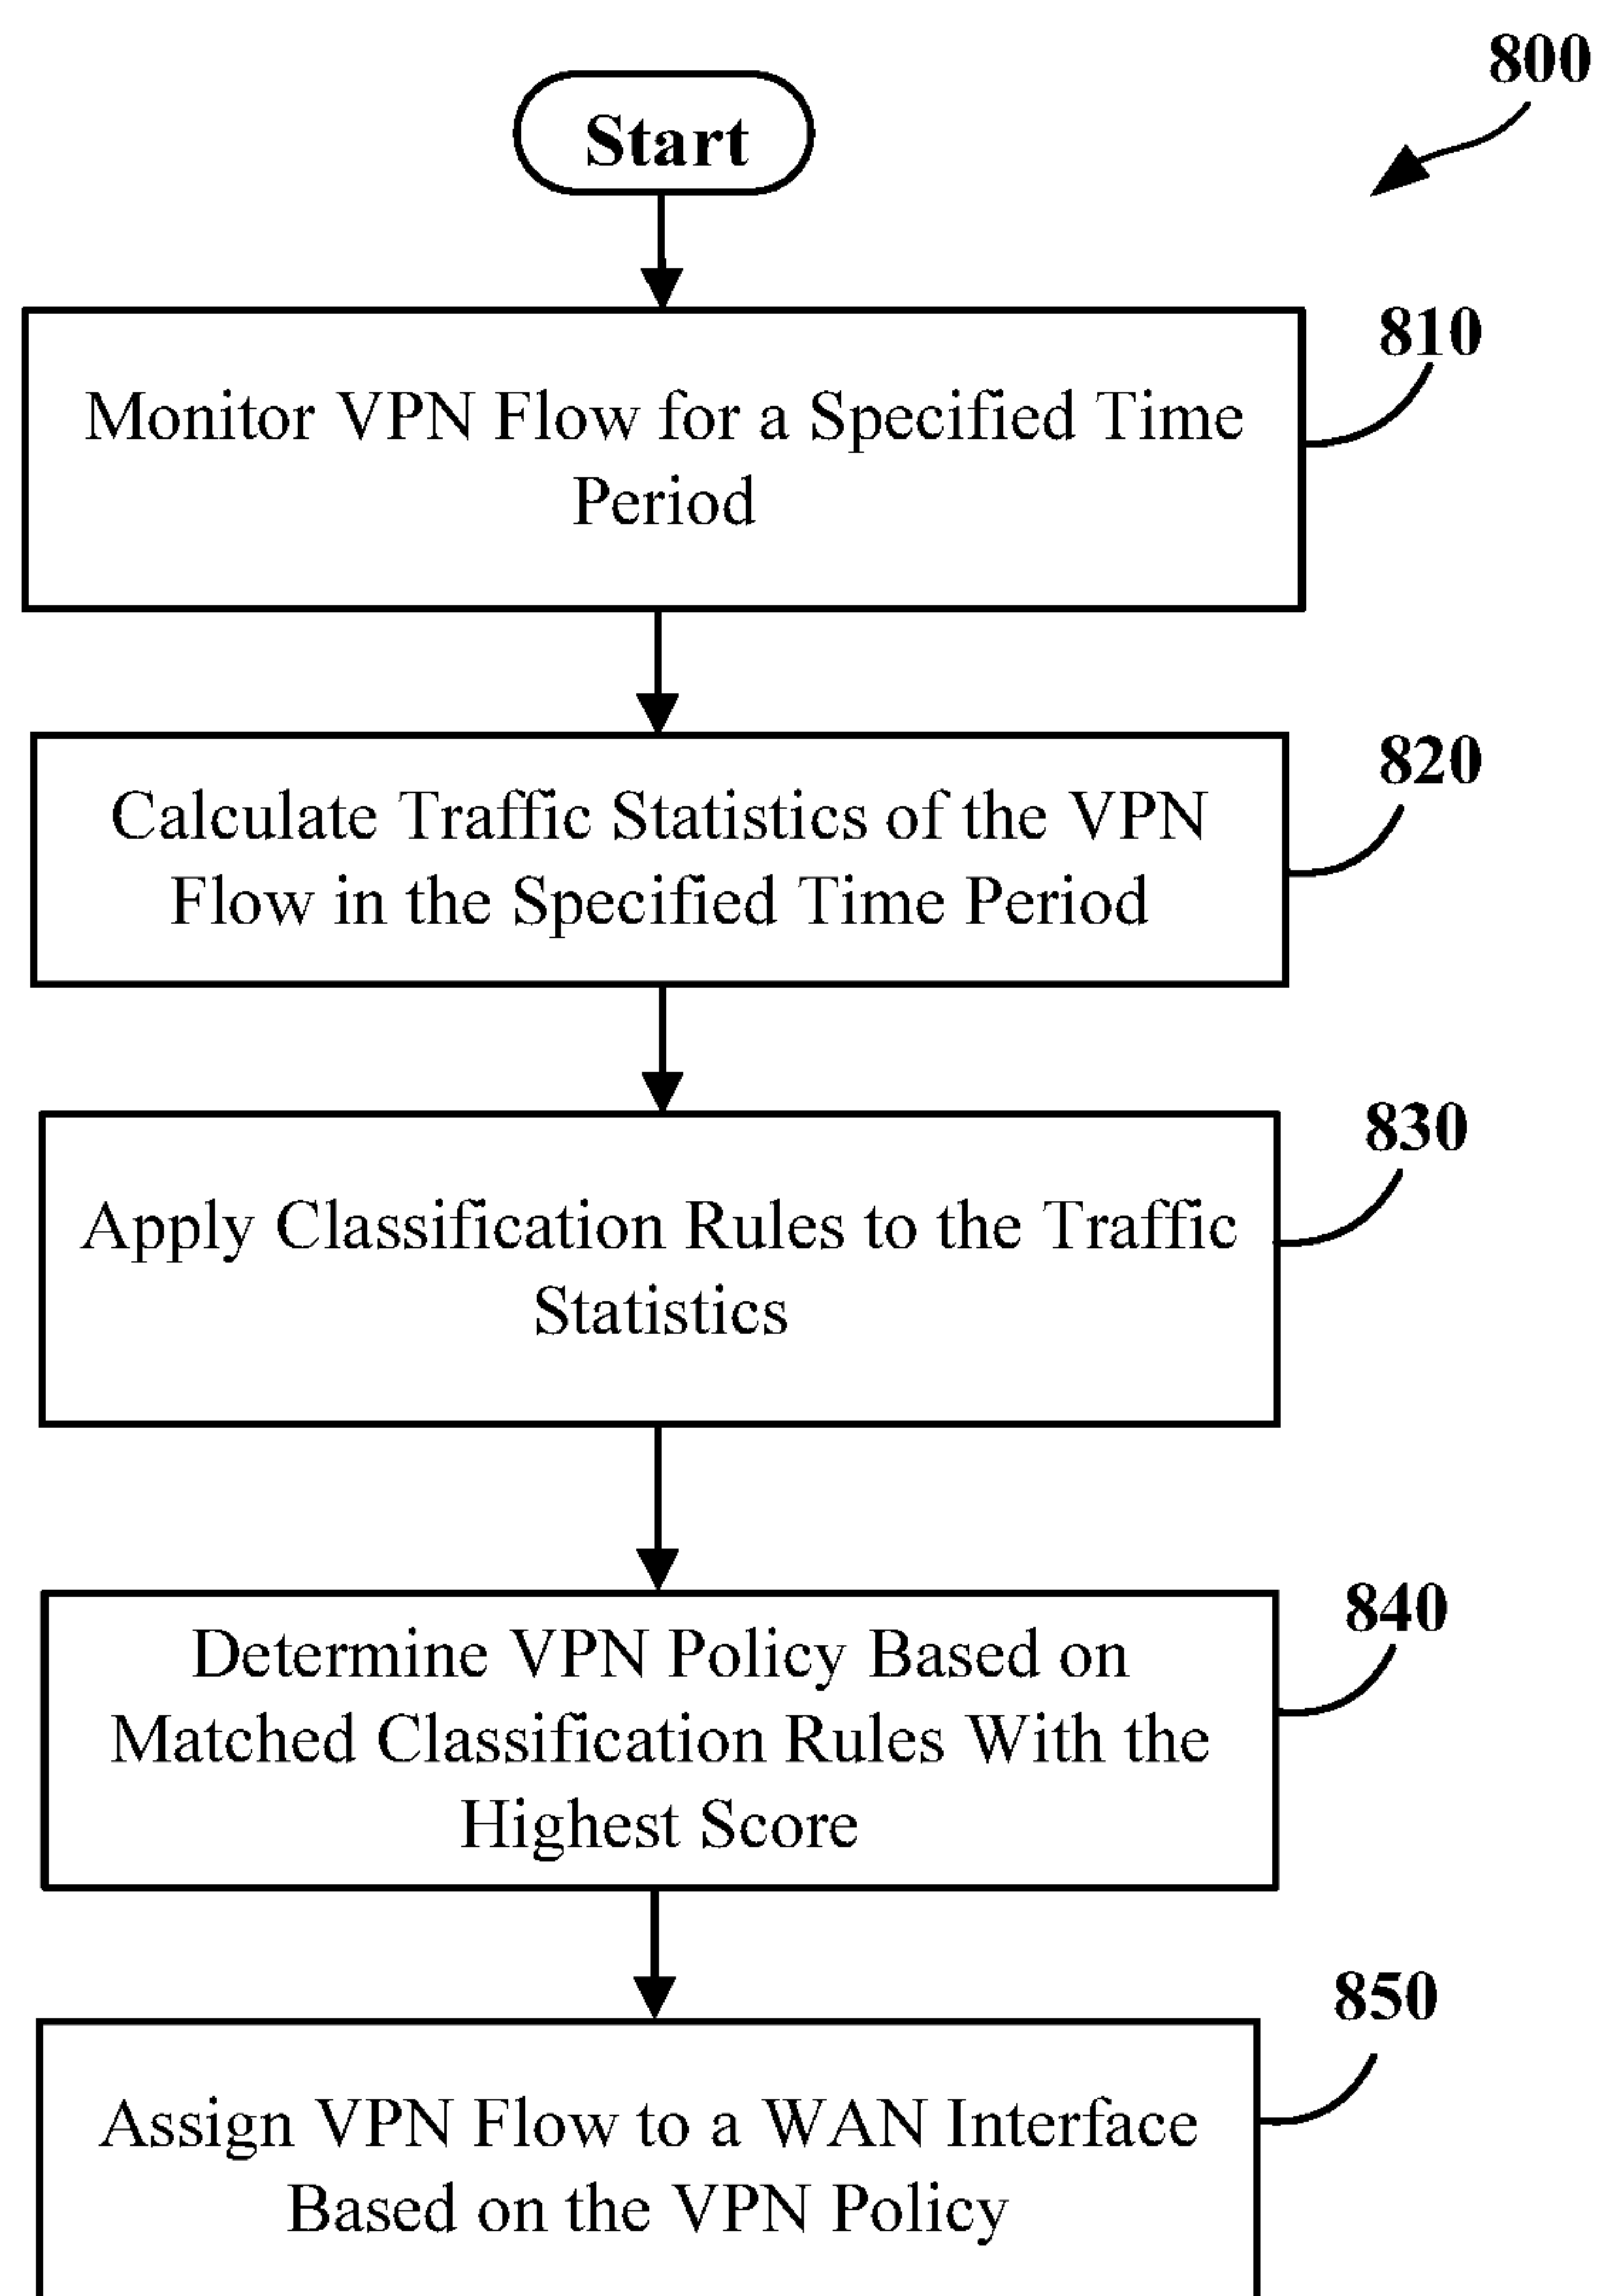 800
Start
810
Monitor VPN Flow for a Specified Time
Period
820
Calculate Traffic Statistics of the VPN
Flow in the Specified Time Period
830
Apply Classification Rules to the Traffic
Statistics
840
Determine VPN Policy Based on
Matched Classification Rules With the
Highest Score
850
Assign VPN Flow to a WAN Interface
Based on the VPN Policy